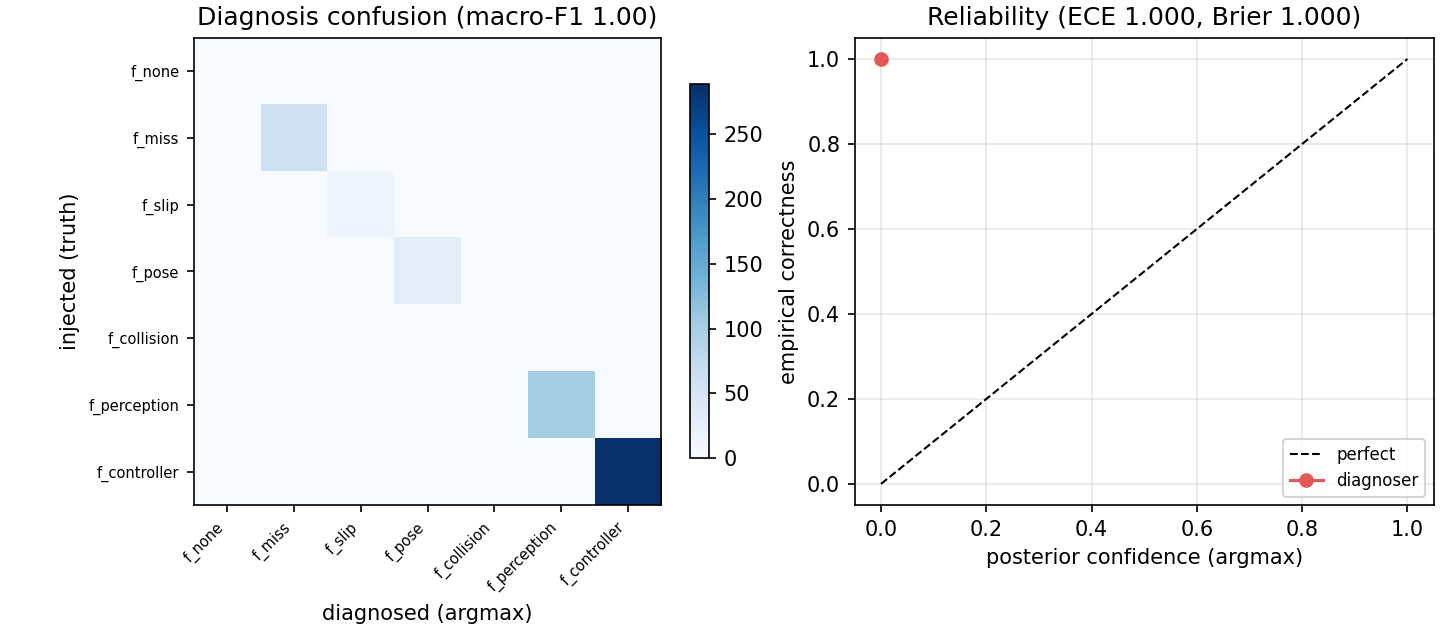 Diagnosis confusion (macro-F1 1.00)
injected (truth)
f_none
f_miss
f_slip
f_pose
f_collision
f_perception
f_controller
f_none
f_miss
f_slip
f_pose
f_collision
f_perception
f_controller
diagnosed (argmax)
250
200
150
100
50
0
Reliability (ECE 1.000, Brier 1.000)
empirical correctness
1.0
0.8
0.6
0.4
0.2
0.0
0.0
0.2
0.4
0.6
0.8
1.0
posterior confidence (argmax)
perfect
diagnoser